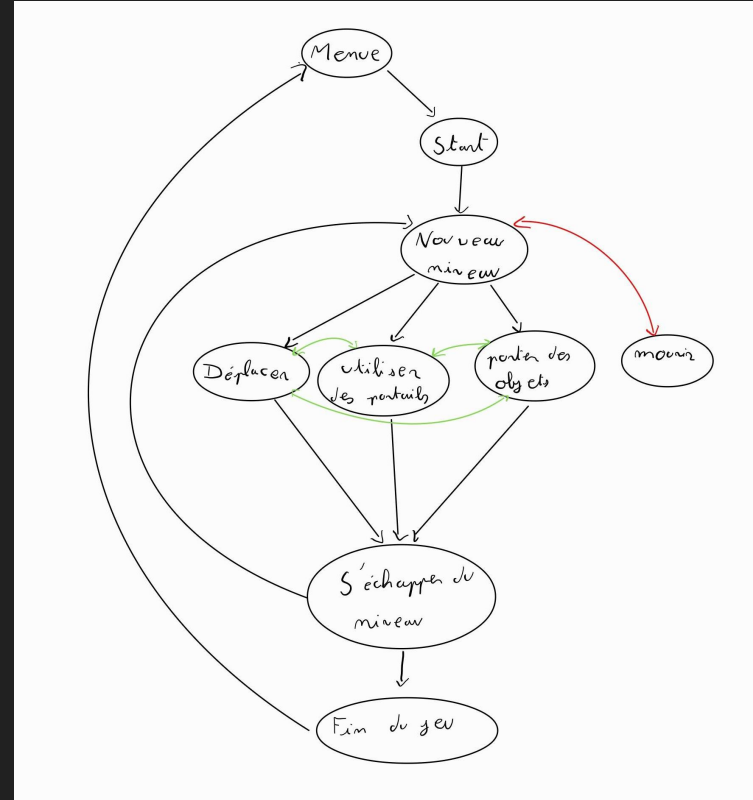 Menue
Start
Nouveau
niveau
Déplacer
utiliser
des portails
porter des
objets
mourir
S'échapper du
niveau
Fin du jeu